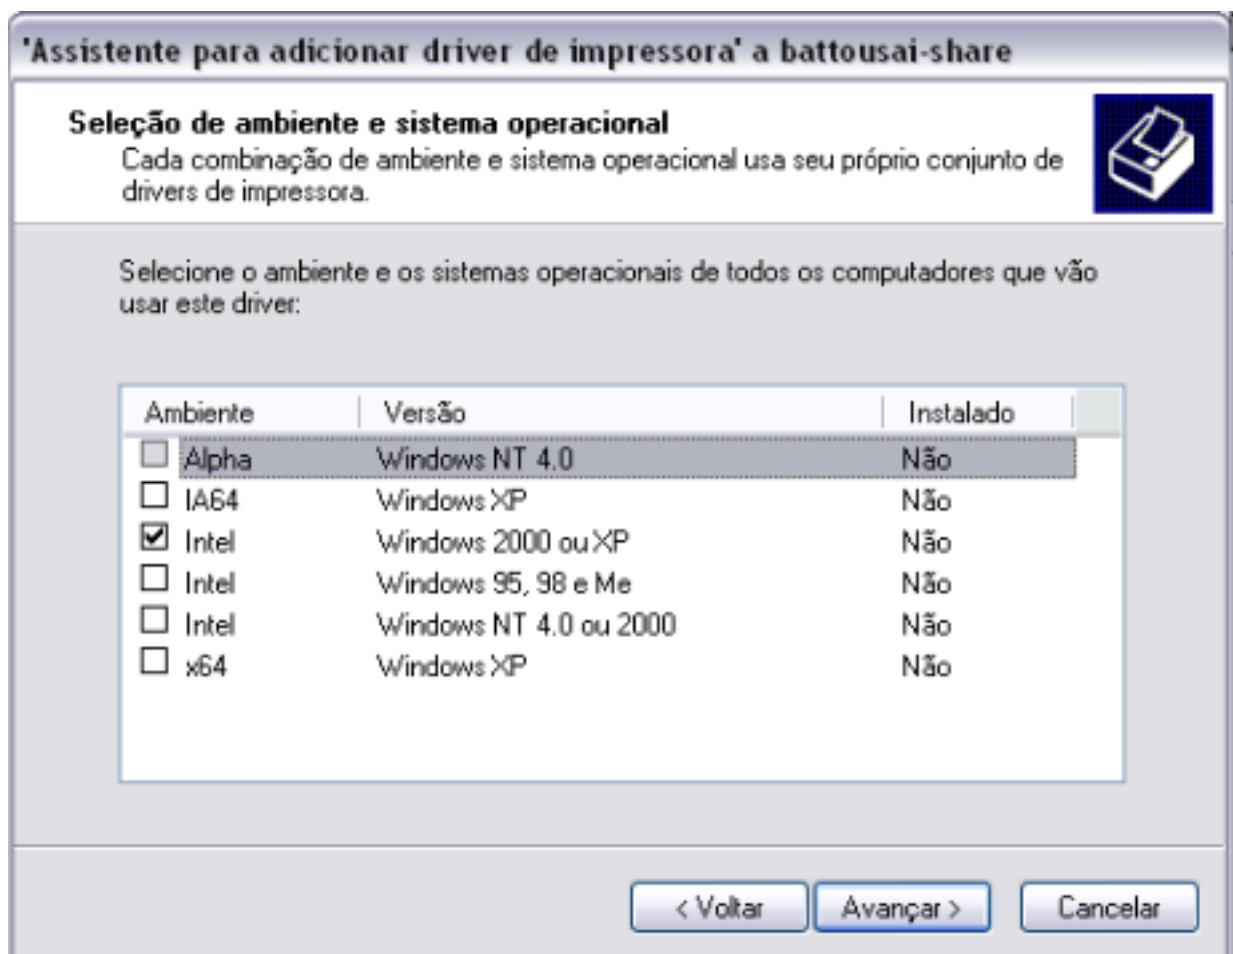 'Assistente para adicionar driver de impressora' a battousai-share
Seleção de ambiente e sistema operacional
Cada combinação de ambiente e sistema operacional usa seu próprio conjunto de
drivers de impressora.
Selecione o ambiente e os sistemas operacionais de todos os computadores que vão
usar este driver:
Ambiente Versão Instalado
Alpha Windows NT 4.0 Não
IA64 Windows XP Não
Intel Windows 2000 ou XP Não
Intel Windows 95, 98 e Me Não
Intel Windows NT 4.0 ou 2000 Não
x64 Windows XP Não
< Voltar Avançar > Cancelar